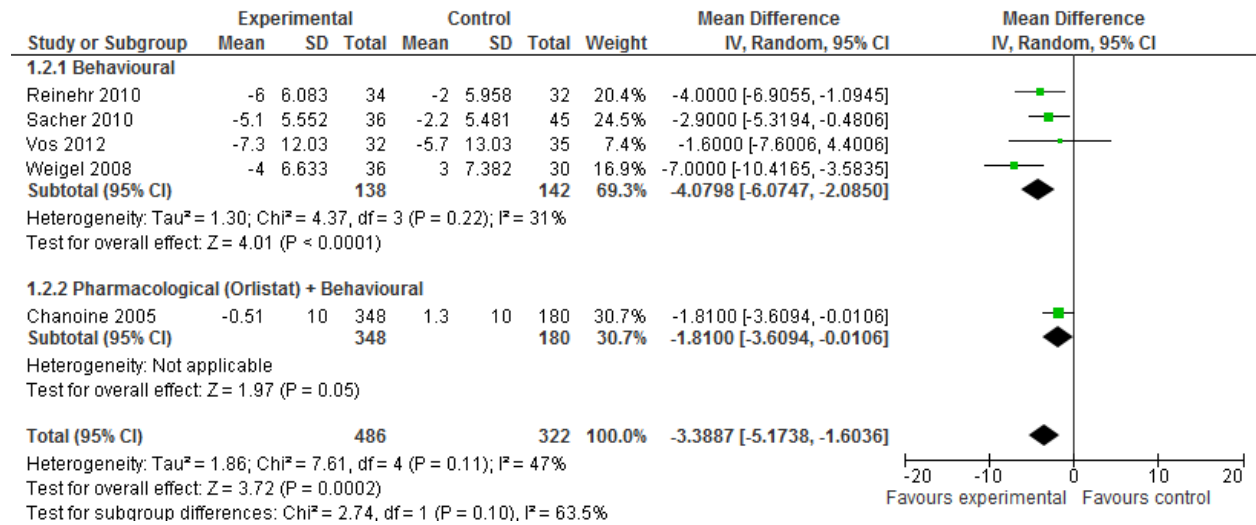 Experimental Control Mean Difference Mean Difference
Study or Subgroup Mean SD Total Mean SD Total Weight IV, Random, 95% CI IV, Random, 95% CI
1.2.1 Behavioural
Reinehr 2010 -6 6.083 34 -2 5.958 32 20.4% -4.0000 [-6.9055, -1.0945]
Sacher 2010 -5.1 5.552 36 -2.2 5.481 45 24.5% -2.9000 [-5.3194, -0.4806]
Vos 2012 -7.3 12.03 32 -5.7 13.03 35 7.4% -1.6000 [-7.6006, 4.4006]
Weigel 2008 -4 6.633 36 3 7.382 30 16.9% -7.0000 [-10.4165, -3.5835]
Subtotal (95% CI) 138 142 69.3% -4.0798 [-6.0747, -2.0850]
Heterogeneity: Tau² = 1.30; Chi² = 4.37, df = 3 (P = 0.22); I² = 31%
Test for overall effect: Z = 4.01 (P < 0.0001)
1.2.2 Pharmacological (Orlistat) + Behavioural
Chanoine 2005 -0.51 10 348 1.3 10 180 30.7% -1.8100 [-3.6094, -0.0106]
Subtotal (95% CI) 348 180 30.7% -1.8100 [-3.6094, -0.0106]
Heterogeneity: Not applicable
Test for overall effect: Z = 1.97 (P = 0.05)
Total (95% CI) 486 322 100.0% -3.3887 [-5.1738, -1.6036]
Heterogeneity: Tau² = 1.86; Chi² = 7.61, df = 4 (P = 0.11); I² = 47%
Test for overall effect: Z = 3.72 (P = 0.0002)
Test for subgroup differences: Chi² = 2.74, df = 1 (P = 0.10), I² = 63.5%
-20 -10 0 10 20
Favours experimental Favours control